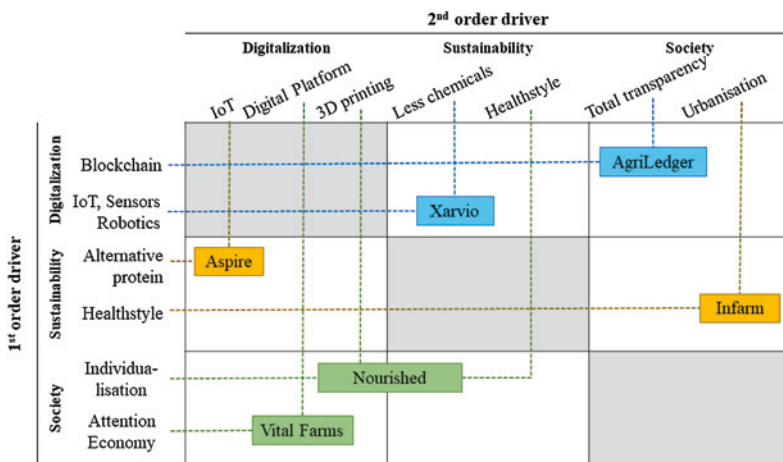 2nd order driver
Digitalization
Sustainability
Society
IoT
Digital Platform
3D printing
Less chemicals
Healthstyle
Total transparency
Urbanisation
1st order driver
Digitalization
Blockchain
AgriLedger
IoT, Sensors
Robotics
Xarvio
Sustainability
Alternative
protein
Aspire
Healthstyle
Infarm
Society
Individua-
lisation
Nourished
Attention
Economy
Vital Farms